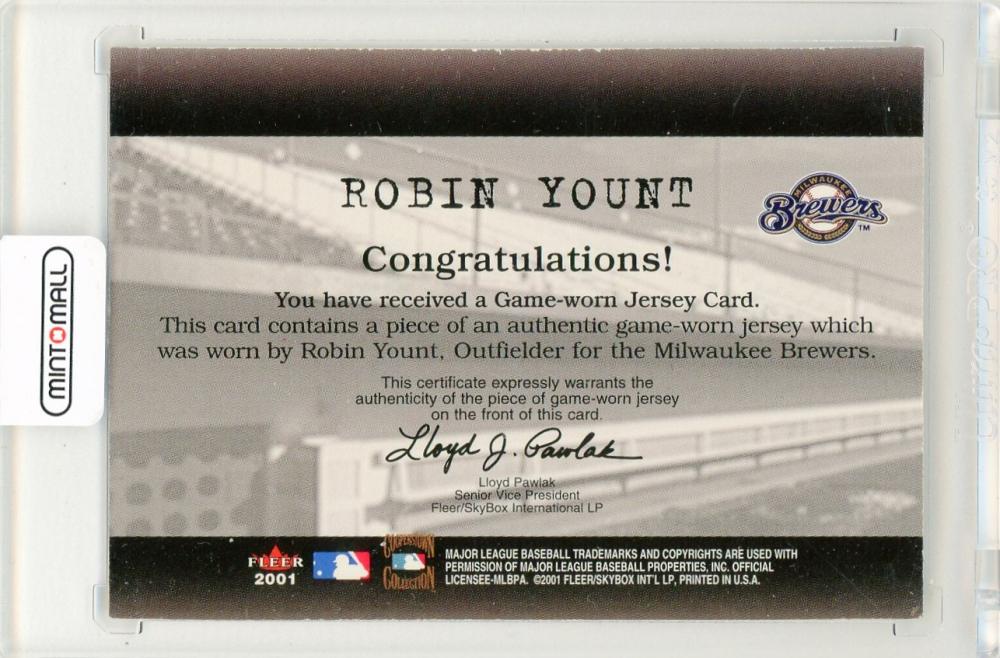 ROBIN YOUNT
MILWAUKEE
Brewers
TM
Congratulations!
You have received a Game-worn Jersey Card.
This card contains a piece of an authentic game-worn jersey which
was worn by Robin Yount, Outfielder for the Milwaukee Brewers.
This certificate expressly warrants the
authenticity of the piece of game-worn jersey
on the front of this card.
Lloyd J. Pawlak
Lloyd Pawlak
Senior Vice President
Fleer/SkyBox International LP
FLEER
2001
COOPERSTOWN
COLLECTION
MAJOR LEAGUE BASEBALL TRADEMARKS AND COPYRIGHTS ARE USED WITH
PERMISSION OF MAJOR LEAGUE BASEBALL PROPERTIES, INC. OFFICIAL
LICENSEE-MLBPA. ©2001 FLEER/SKYBOX INT'L LP, PRINTED IN U.S.A.
MINTOMALL